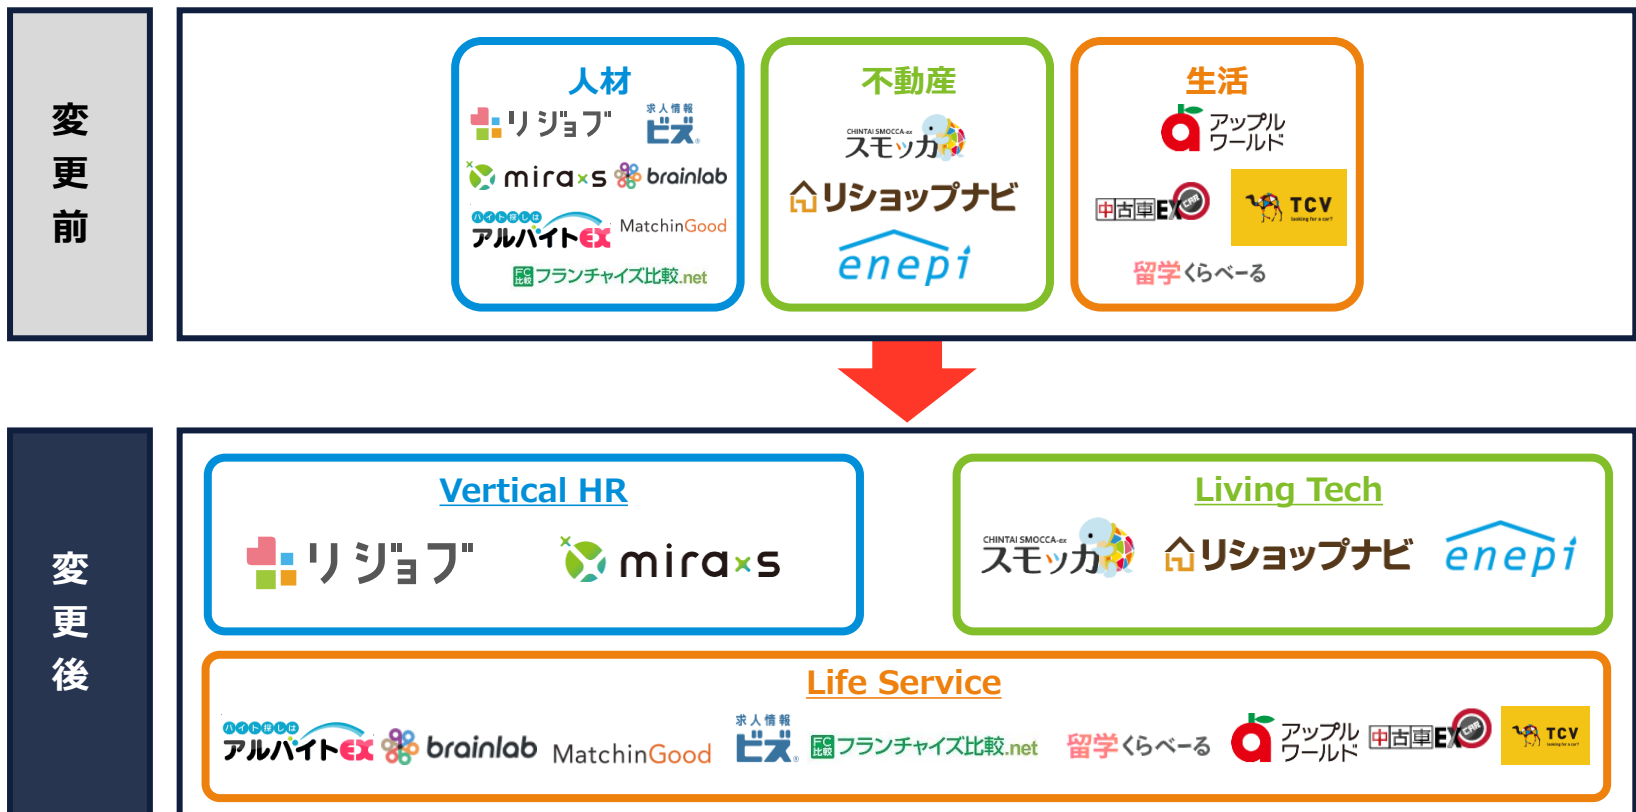 変更前
人材
リジョブ
求人情報
ビズ®
miraxs
brainlab
バイト探しは
アルバイトEX
MatchinGood
FC比較
フランチャイズ比較.net
不動産
CHINTAI SMOCCA-ex
スモッカ
リショップナビ
enepi
生活
a
アップル
ワールド
中古車EX
CAR
TCV
looking for a car?
留学くらべーる
変更後
Vertical HR
リジョブ
miraxs
Living Tech
CHINTAI SMOCCA-ex
スモッカ
リショップナビ
enepi
Life Service
バイト探しは
アルバイトEX
brainlab
MatchinGood
求人情報
ビズ®
FC比較
フランチャイズ比較.net
留学くらべーる
a
アップル
ワールド
中古車EX
CAR
TCV
looking for a car?